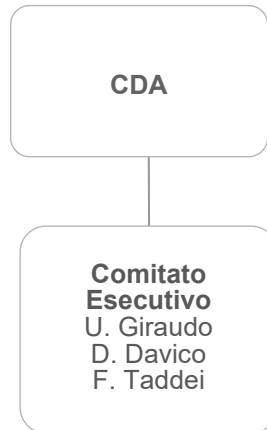 CDA
Comitato
Esecutivo
U. Giraudo
D. Davico
F. Taddei